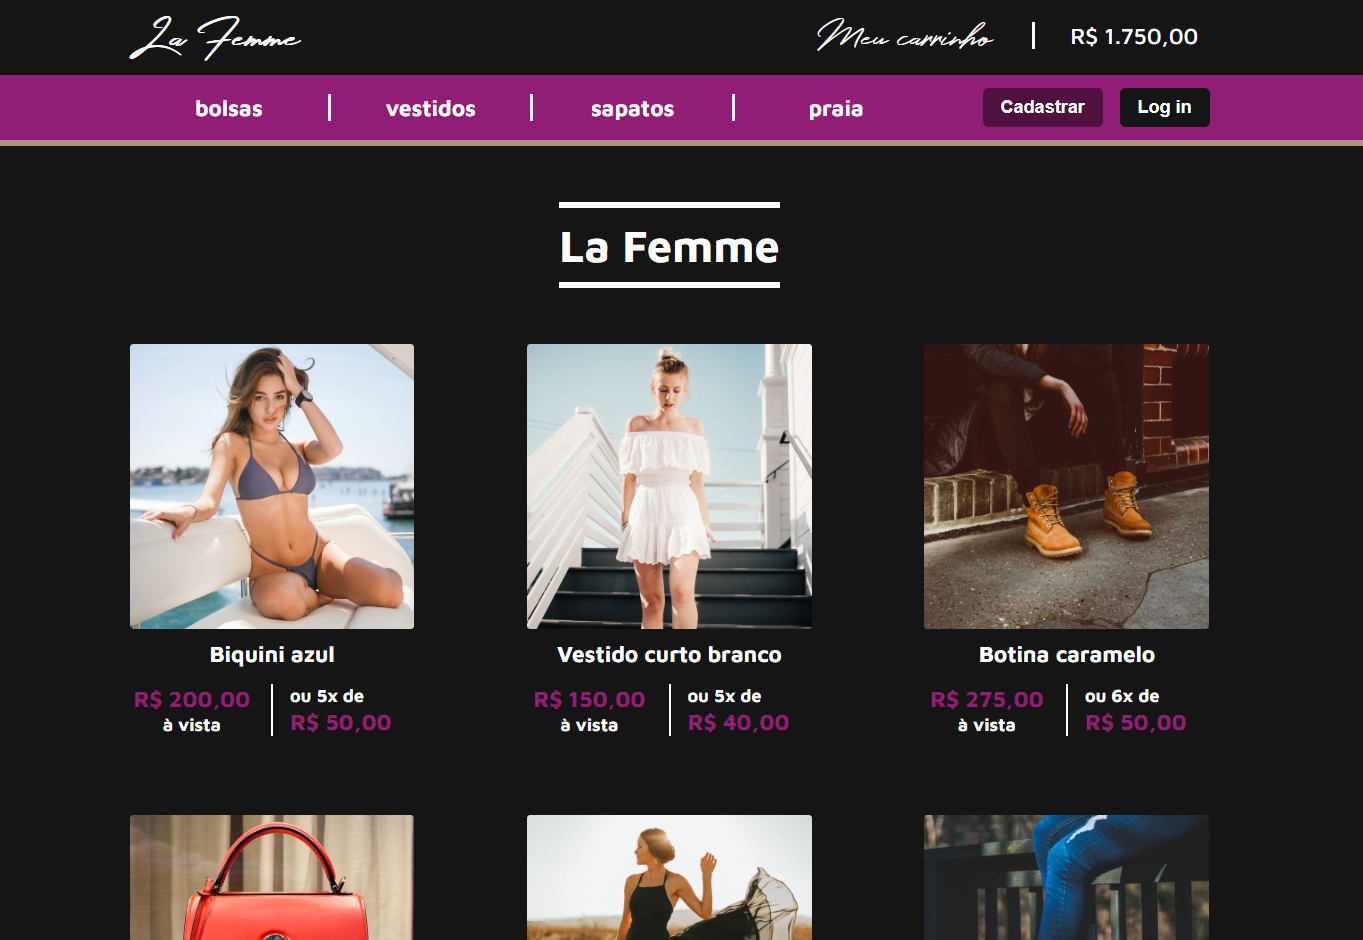 La Femme
Meu carrinho
R$ 1.750,00
bolsas
vestidos
sapatos
praia
Cadastrar
Log in
La Femme
Biquini azul
R$ 200,00
à vista
ou 5x de
R$ 50,00
Vestido curto branco
R$ 150,00
à vista
ou 5x de
R$ 40,00
Botina caramelo
R$ 275,00
à vista
ou 6x de
R$ 50,00